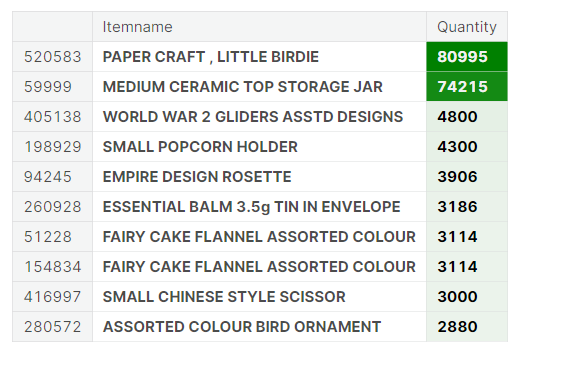 Itemname Quantity
520583 PAPER CRAFT , LITTLE BIRDIE 80995
59999 MEDIUM CERAMIC TOP STORAGE JAR 74215
405138 WORLD WAR 2 GLIDERS ASSTD DESIGNS 4800
198929 SMALL POPCORN HOLDER 4300
94245 EMPIRE DESIGN ROSETTE 3906
260928 ESSENTIAL BALM 3.5g TIN IN ENVELOPE 3186
51228 FAIRY CAKE FLANNEL ASSORTED COLOUR 3114
154834 FAIRY CAKE FLANNEL ASSORTED COLOUR 3114
416997 SMALL CHINESE STYLE SCISSOR 3000
280572 ASSORTED COLOUR BIRD ORNAMENT 2880